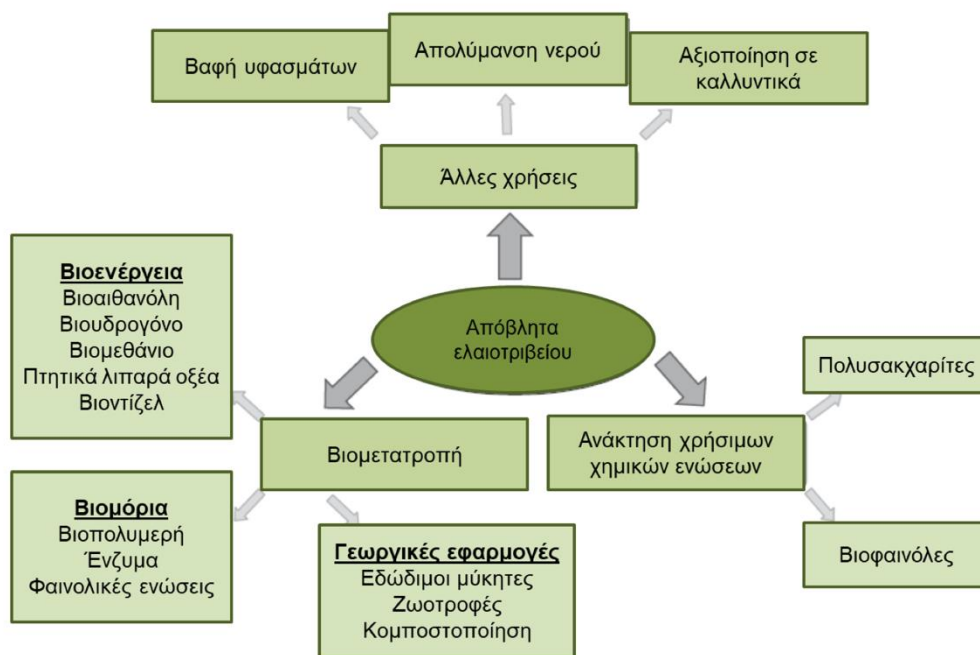 Βαφή υφασμάτων
Απολύμανση νερού
Αξιοποίηση σε
καλλυντικά
Άλλες χρήσεις
Απόβλητα
ελαιοτριβείου
Βιοενέργεια
Βιοαιθανόλη
Βιουδρογόνο
Βιομεθάνιο
Πτητικά λιπαρά οξέα
Βιοντίζελ
Βιομετατροπή
Βιομόρια
Βιοπολυμερή
Ένζυμα
Φαινολικές ενώσεις
Γεωργικές εφαρμογές
Εδώδιμοι μύκητες
Ζωοτροφές
Κομποστοποίηση
Ανάκτηση χρήσιμων
χημικών ενώσεων
Πολυσακχαρίτες
Βιοφαινόλες